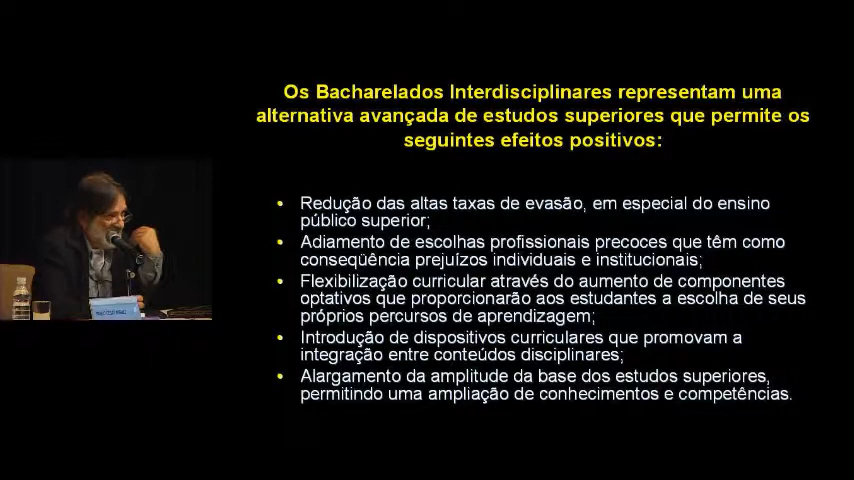 Os Bacharelados Interdisciplinares representam uma
alternativa avançada de estudos superiores que permite os
seguintes efeitos positivos:
• Redução das altas taxas de evasão, em especial do ensino
público superior;
• Adiamento de escolhas profissionais precoces que têm como
conseqüência prejuízos individuais e institucionais;
• Flexibilização curricular através do aumento de componentes
optativos que proporcionarão aos estudantes a escolha de seus
próprios percursos de aprendizagem;
• Introdução de dispositivos curriculares que promovam a
integração entre conteúdos disciplinares;
• Alargamento da amplitude da base dos estudos superiores,
permitindo uma ampliação de conhecimentos e competências.